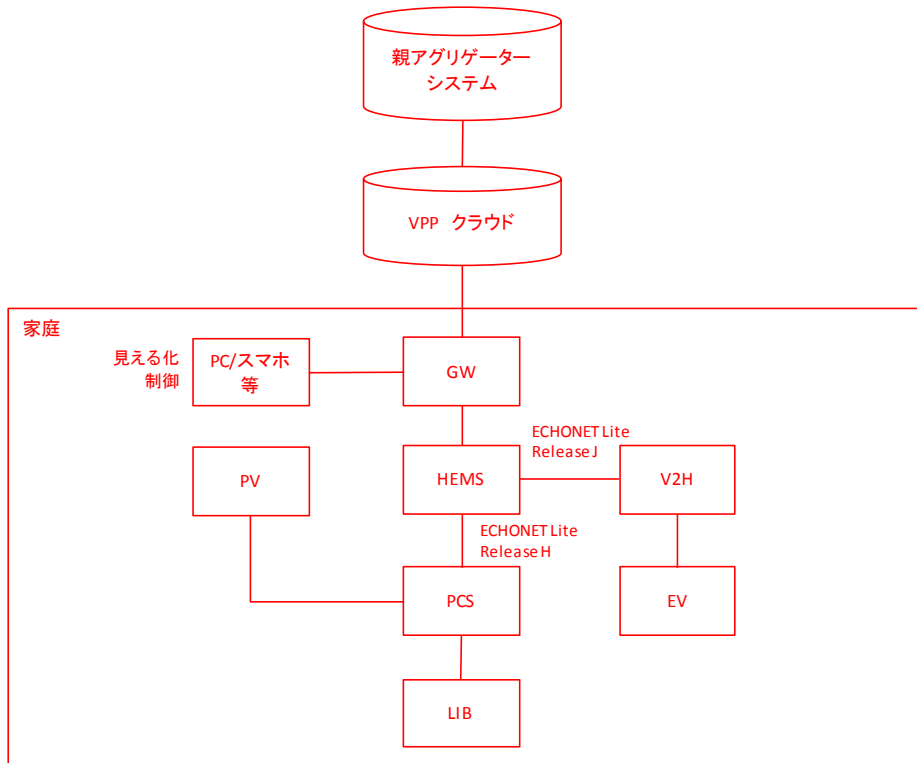 親アグリゲーター
システム
VPP クラウド
家庭
見える化
制御
PC/スマホ
等
GW
ECHONET Lite
Release J
PV
HEMS
V2H
ECHONET Lite
Release H
PCS
EV
LIB